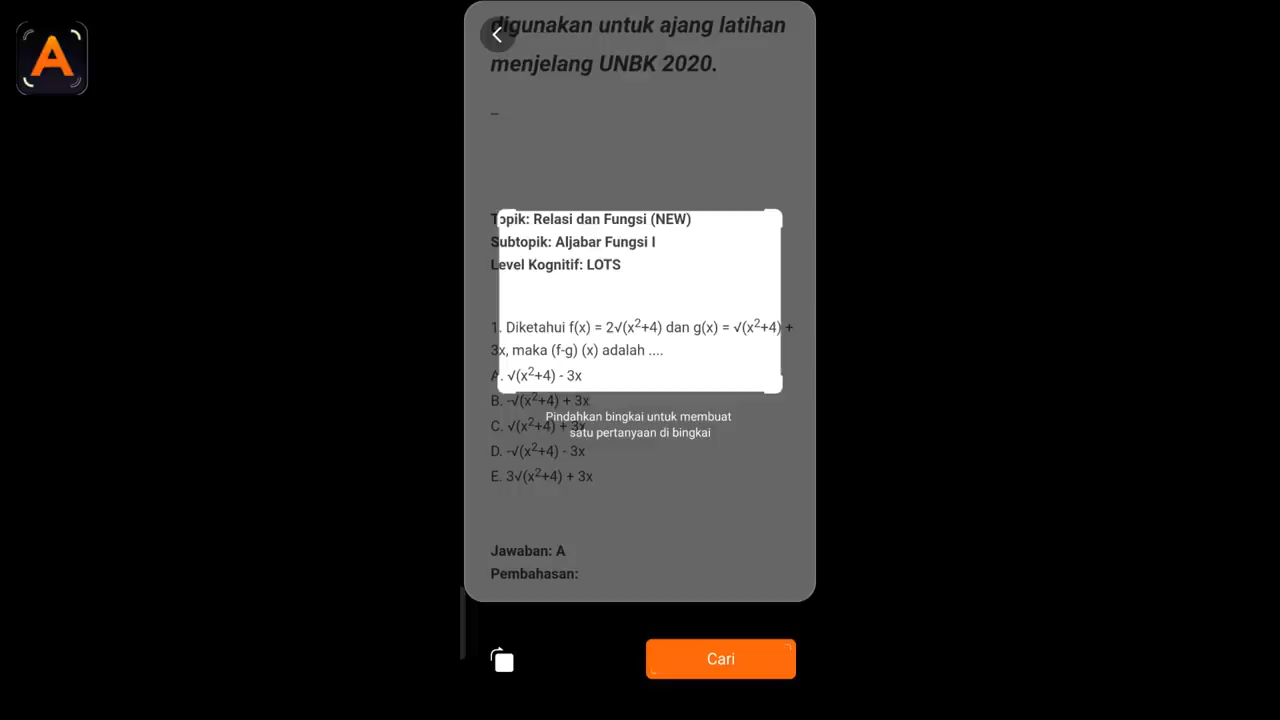 A
digunakan untuk ajang latihan
menjelang UNBK 2020.
–
Topik: Relasi dan Fungsi (NEW)
Subtopik: Aljabar Fungsi I
Level Kognitif: LOTS
1. Diketahui f(x) = 2√(x²+4) dan g(x) = √(x²+4) +
3x, maka (f-g) (x) adalah ....
A. √(x²+4) - 3x
B. -√(x²+4) + 3x
Pindahkan bingkai untuk membuat
C. √(x²+4) + 3x
satu pertanyaan di bingkai
D. -√(x²+4) - 3x
E. 3√(x²+4) + 3x
Jawaban: A
Pembahasan:
Cari